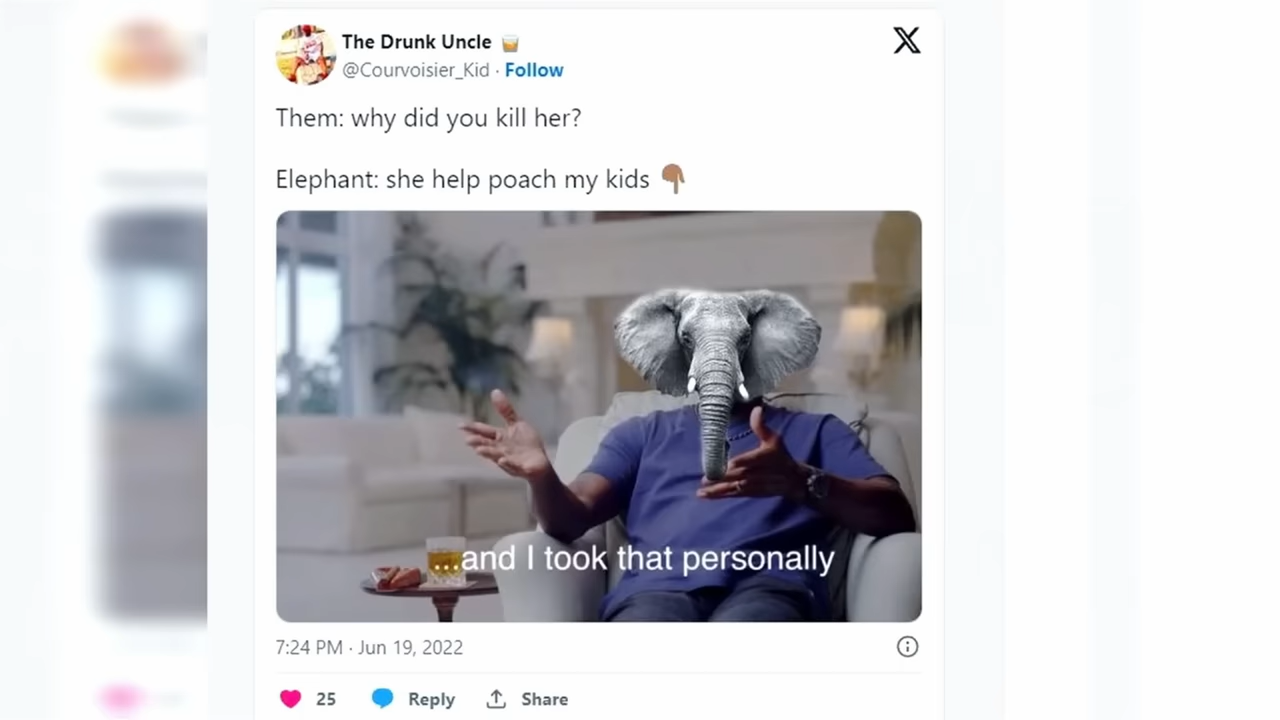 The Drunk Uncle 🥃
@Courvoisier_Kid · Follow
Them: why did you kill her?
Elephant: she help poach my kids 👇🏽
...and I took that personally
7:24 PM · Jun 19, 2022
25 Reply Share